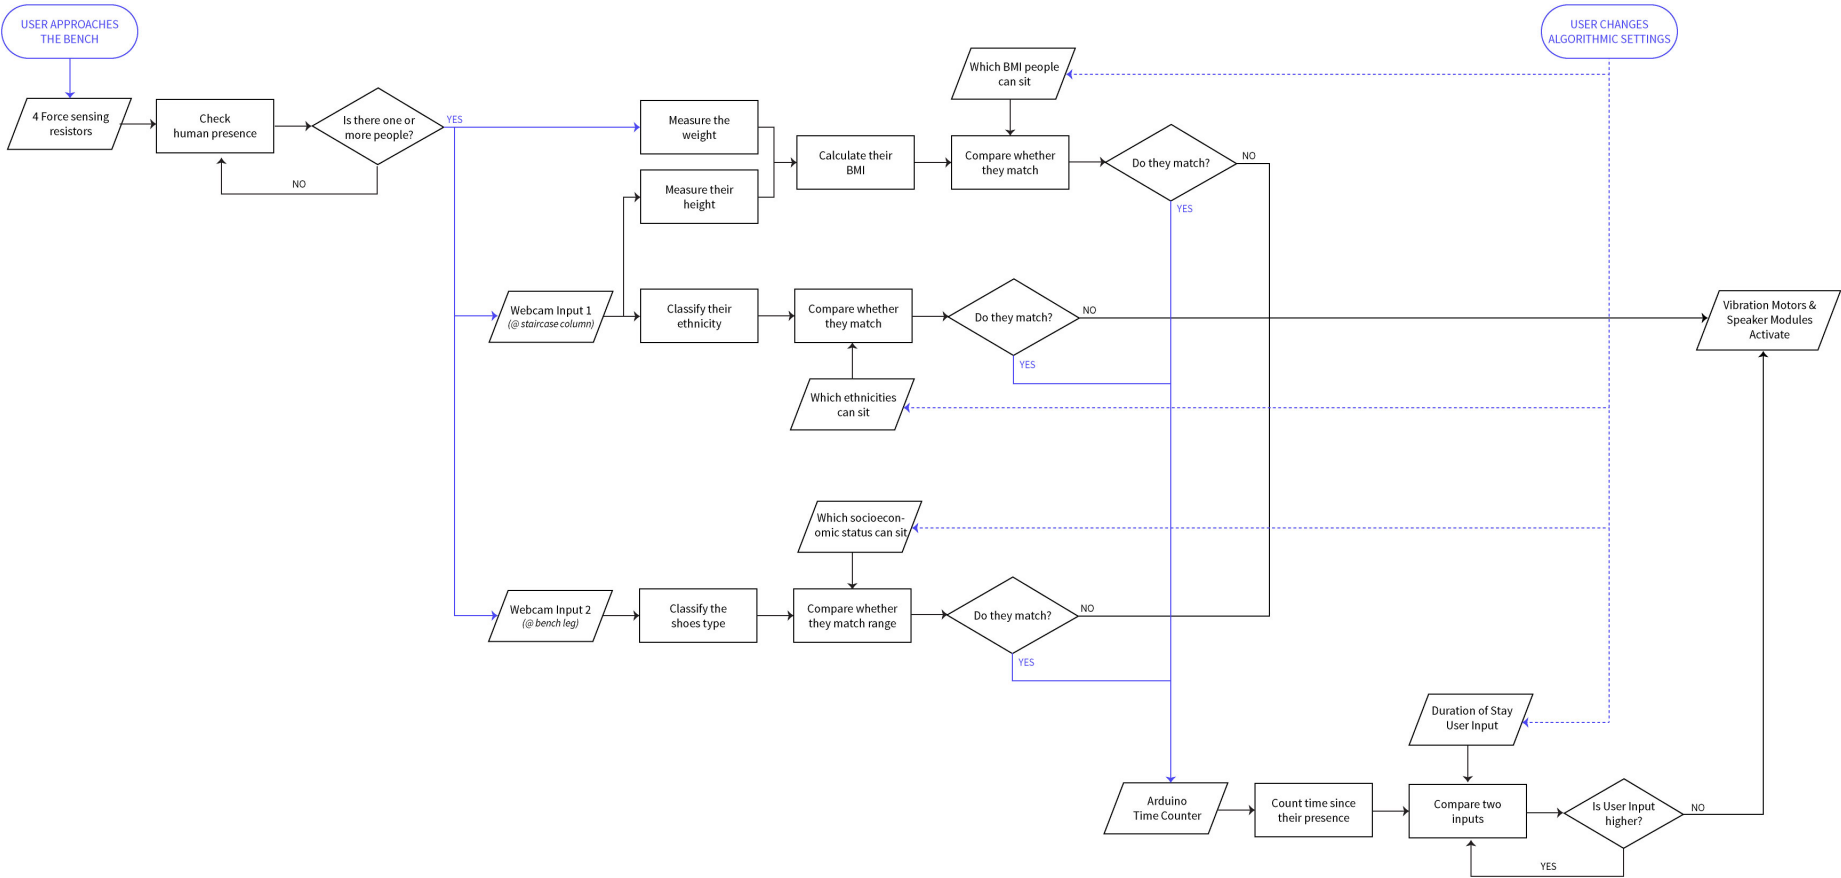 USER APPROACHES
THE BENCH
USER CHANGES
ALGORITHMIC SETTINGS
4 Force sensing
resistors
Check
human presence
Is there one or
more people?
YES
NO
Measure the
weight
Measure their
height
Calculate their
BMI
Which BMI people
can sit
Compare whether
they match
Do they match?
NO
YES
Webcam Input 1
(@ staircase column)
Classify their
ethnicity
Compare whether
they match
Do they match?
NO
YES
Which ethnicities
can sit
Vibration Motors &
Speaker Modules
Activate
Which socioecon-
omic status can sit
Webcam Input 2
(@ bench leg)
Classify the
shoes type
Compare whether
they match range
Do they match?
NO
YES
Duration of Stay
User Input
Arduino
Time Counter
Count time since
their presence
Compare two
inputs
Is User Input
higher?
NO
YES